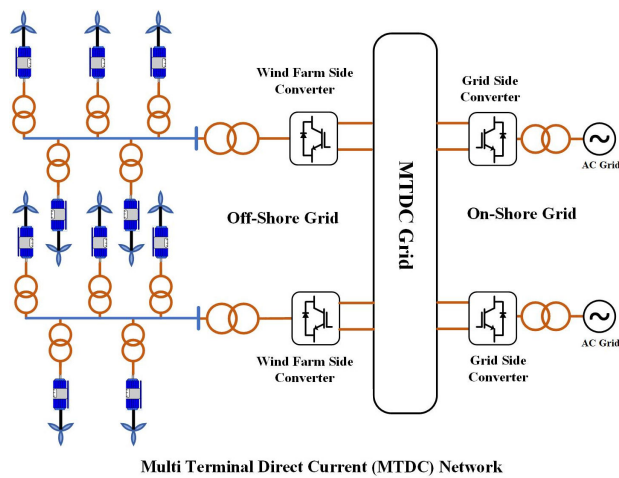 Wind Farm Side
Converter
Grid Side
Converter
AC Grid
MTDC Grid
Off-Shore Grid
On-Shore Grid
AC Grid
Wind Farm Side
Converter
Grid Side
Converter
Multi Terminal Direct Current (MTDC) Network